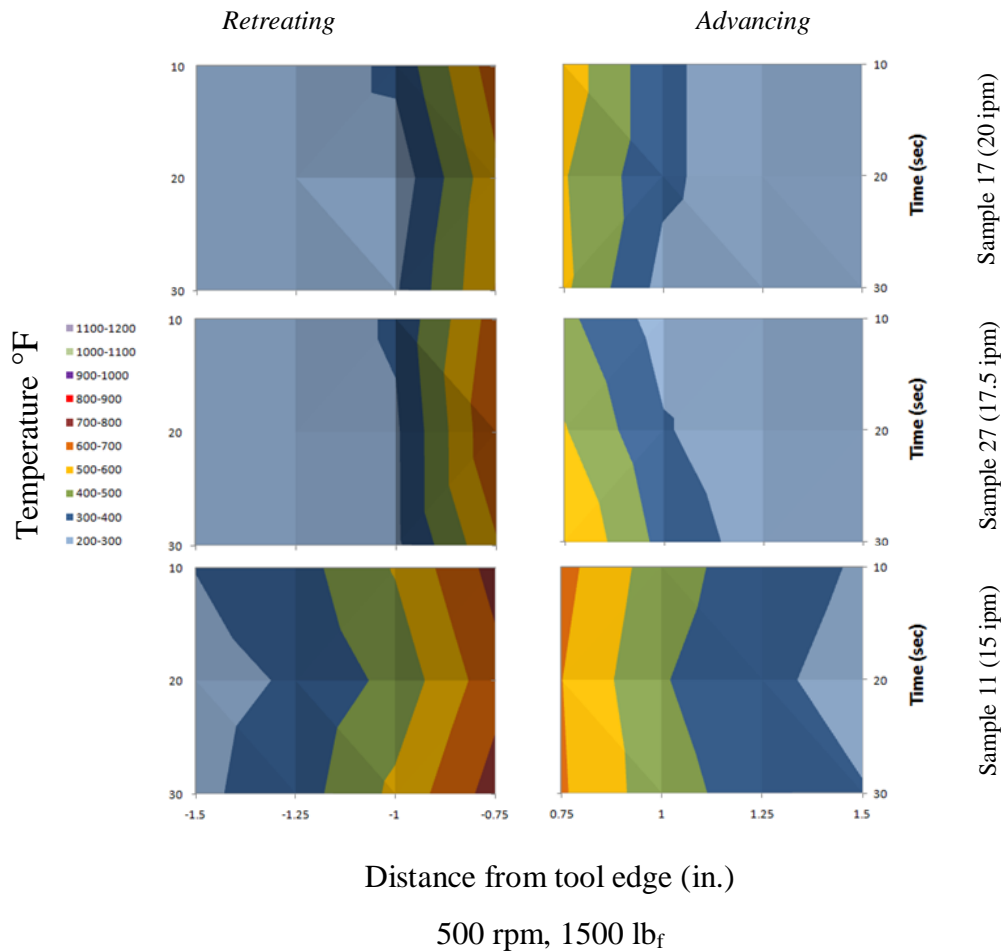 Retreating
Advancing
10
20
30
10
20
30
Time (sec)
Sample 17 (20 ipm)
Temperature °F
1100-1200
1000-1100
900-1000
800-900
700-800
600-700
500-600
400-500
300-400
200-300
10
20
30
10
20
30
Time (sec)
Sample 27 (17.5 ipm)
10
20
30
-1.5 -1.25 -1 -0.75
0.75 1 1.25 1.5
10
20
30
Time (sec)
Sample 11 (15 ipm)
Distance from tool edge (in.)
500 rpm, 1500 lbf